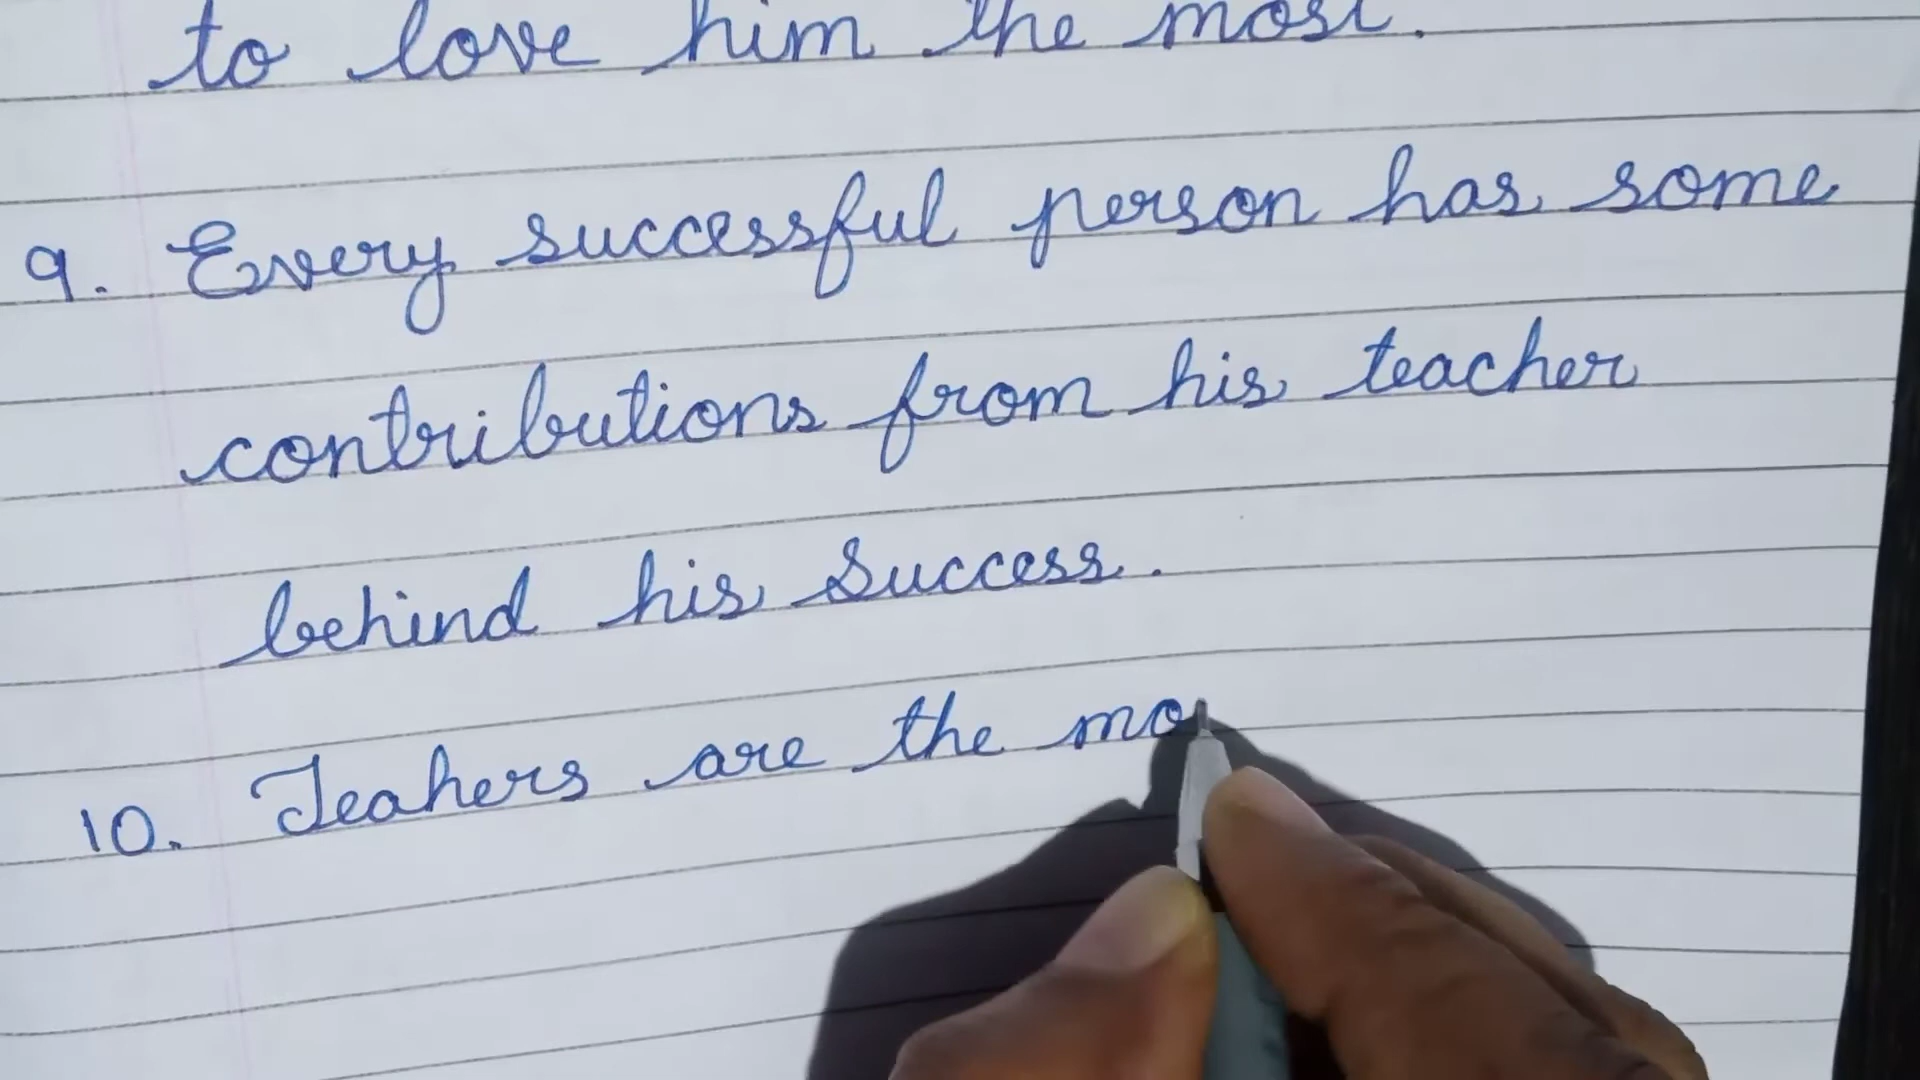 to love him the most.
9. Every successful person has some
contributions from his teacher
behind his Success.
10. Teahers are the mo